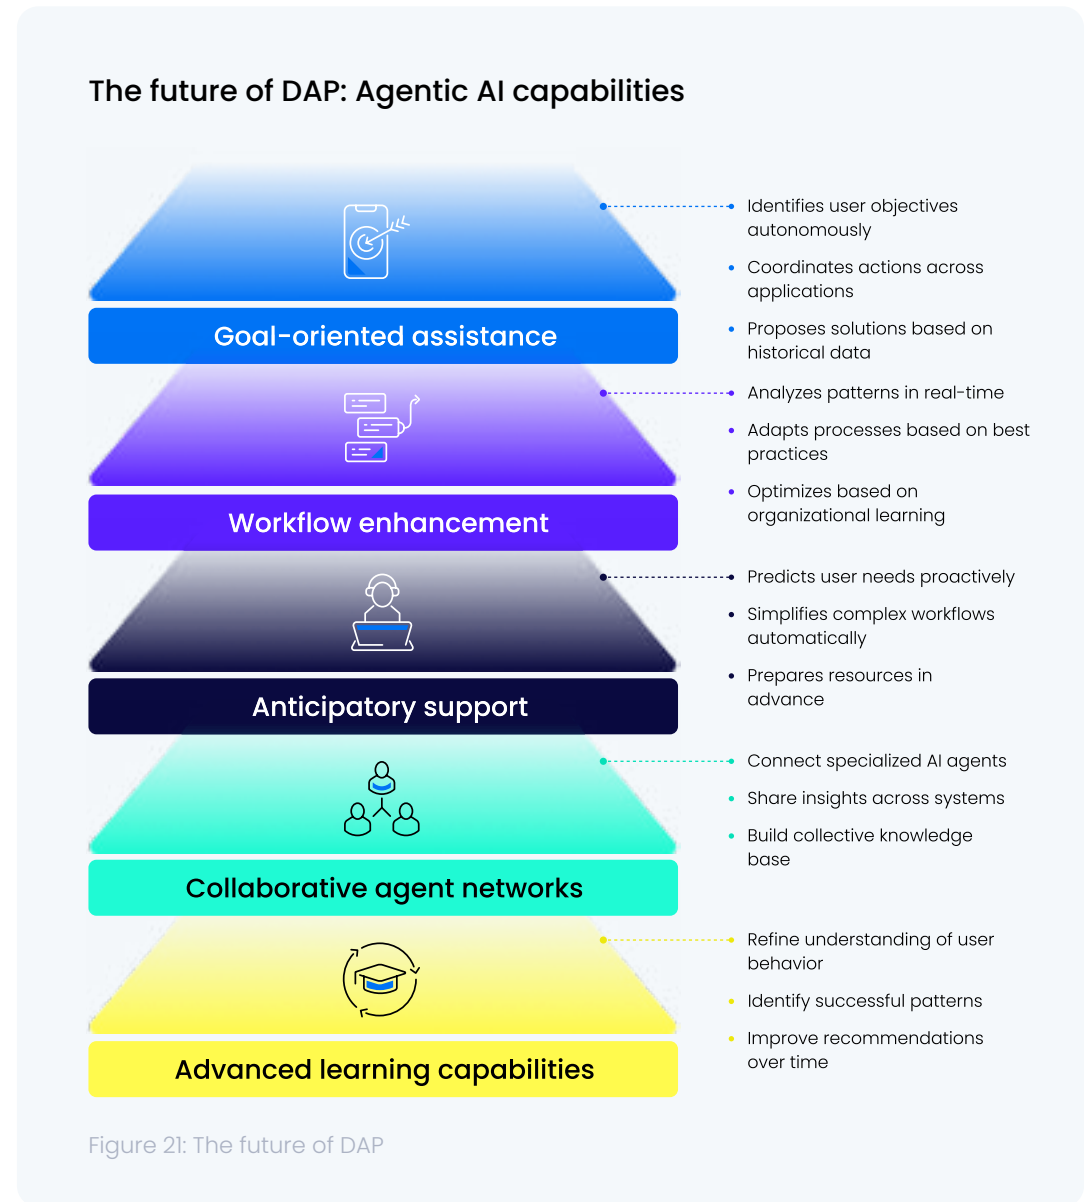 The future of DAP: Agentic AI capabilities
Goal-oriented assistance
Identifies user objectives
autonomously
Coordinates actions across
applications
Proposes solutions based on
historical data
Workflow enhancement
Analyzes patterns in real-time
Adapts processes based on best
practices
Optimizes based on
organizational learning
Anticipatory support
Predicts user needs proactively
Simplifies complex workflows
automatically
Prepares resources in
advance
Collaborative agent networks
Connect specialized AI agents
Share insights across systems
Build collective knowledge
base
Advanced learning capabilities
Refine understanding of user
behavior
Identify successful patterns
Improve recommendations
over time
Figure 21: The future of DAP